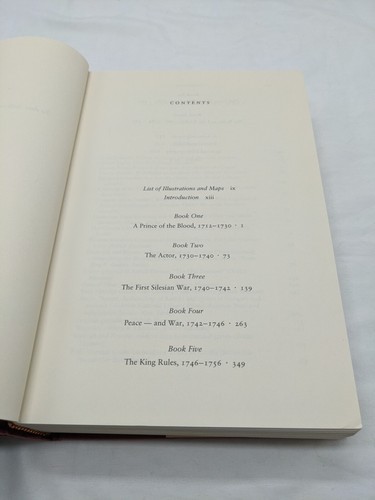 CONTENTS
List of Illustrations and Maps ix
Introduction xiii
Book One
A Prince of the Blood, 1712–1730 · 1
Book Two
The Actor, 1730–1740 · 73
Book Three
The First Silesian War, 1740–1742 · 159
Book Four
Peace — and War, 1742–1746 · 263
Book Five
The King Rules, 1746–1756 · 349